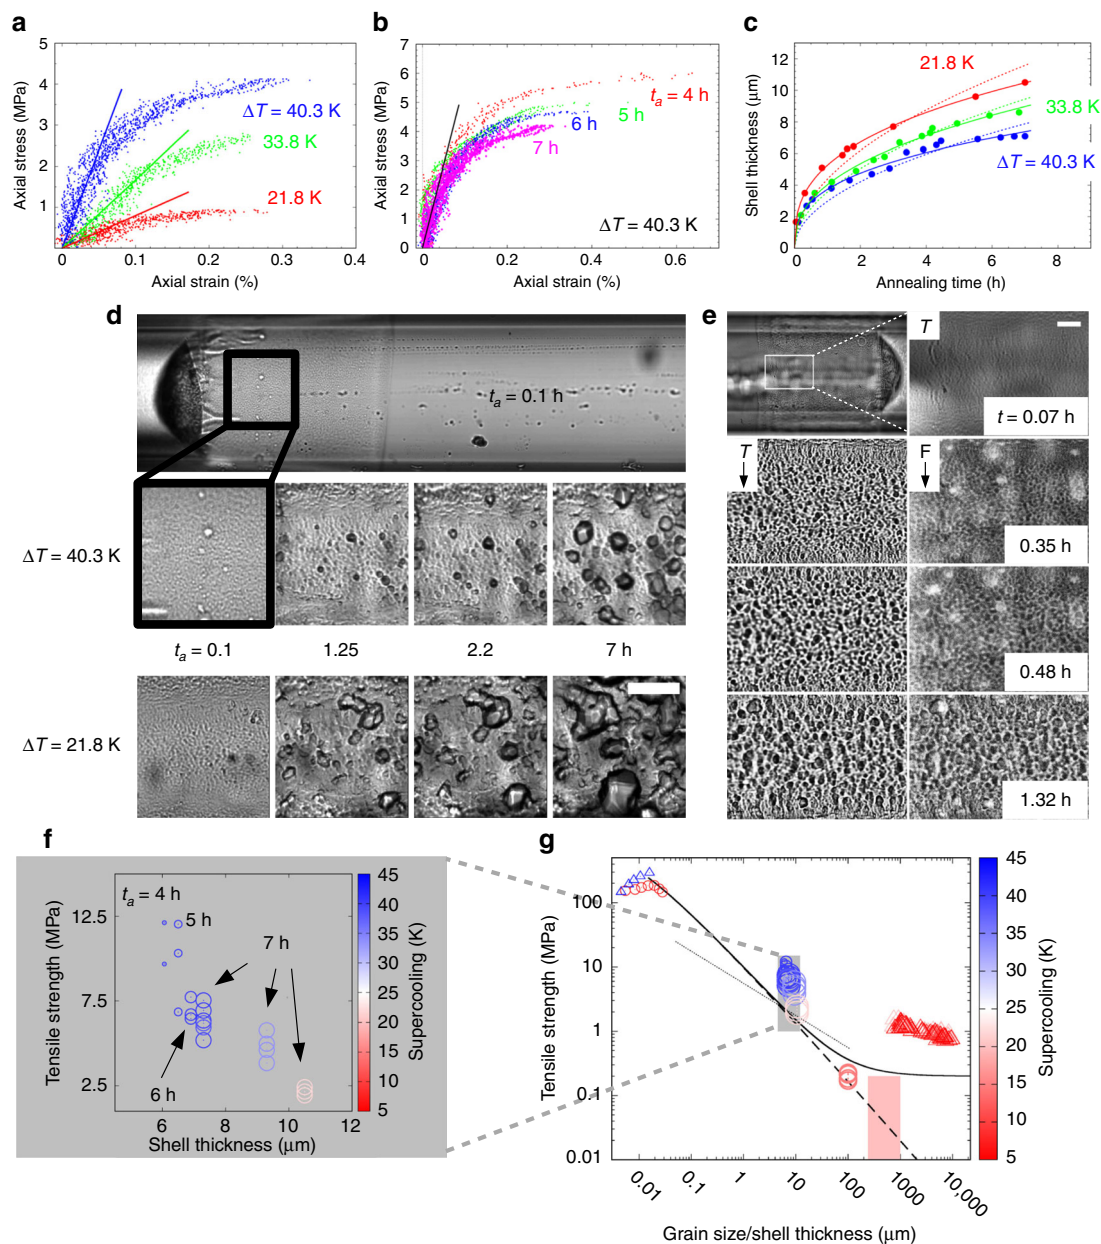 a
Axial stress (MPa)
5
4
3
2
1
0
0.1
0.2
0.3
0.4
Axial strain (%)
ΔT = 40.3 K
33.8 K
21.8 K
b
Axial stress (MPa)
7
6
5
4
3
2
1
0
0
0.2
0.4
0.6
Axial strain (%)
tₐ = 4 h
5 h
6 h
7 h
ΔT = 40.3 K
c
Shell thickness (μm)
12
10
8
6
4
2
0
0
2
4
6
8
Annealing time (h)
21.8 K
33.8 K
ΔT = 40.3 K
d
tₐ = 0.1 h
ΔT = 40.3 K
tₐ = 0.1
1.25
2.2
7 h
ΔT = 21.8 K
e
T
t = 0.07 h
T
F
0.35 h
0.48 h
1.32 h
f
Tensile strength (MPa)
12.5
7.5
2.5
6
8
10
12
Shell thickness (μm)
tₐ = 4 h
5 h
7 h
6 h
45
40
35
30
25
20
15
10
5
Supercooling (K)
g
Tensile strength (MPa)
100
10
1
0.1
0.01
0.01
1
10
100
1000
10,000
Grain size/shell thickness (μm)
45
40
35
30
25
20
15
10
5
Supercooling (K)